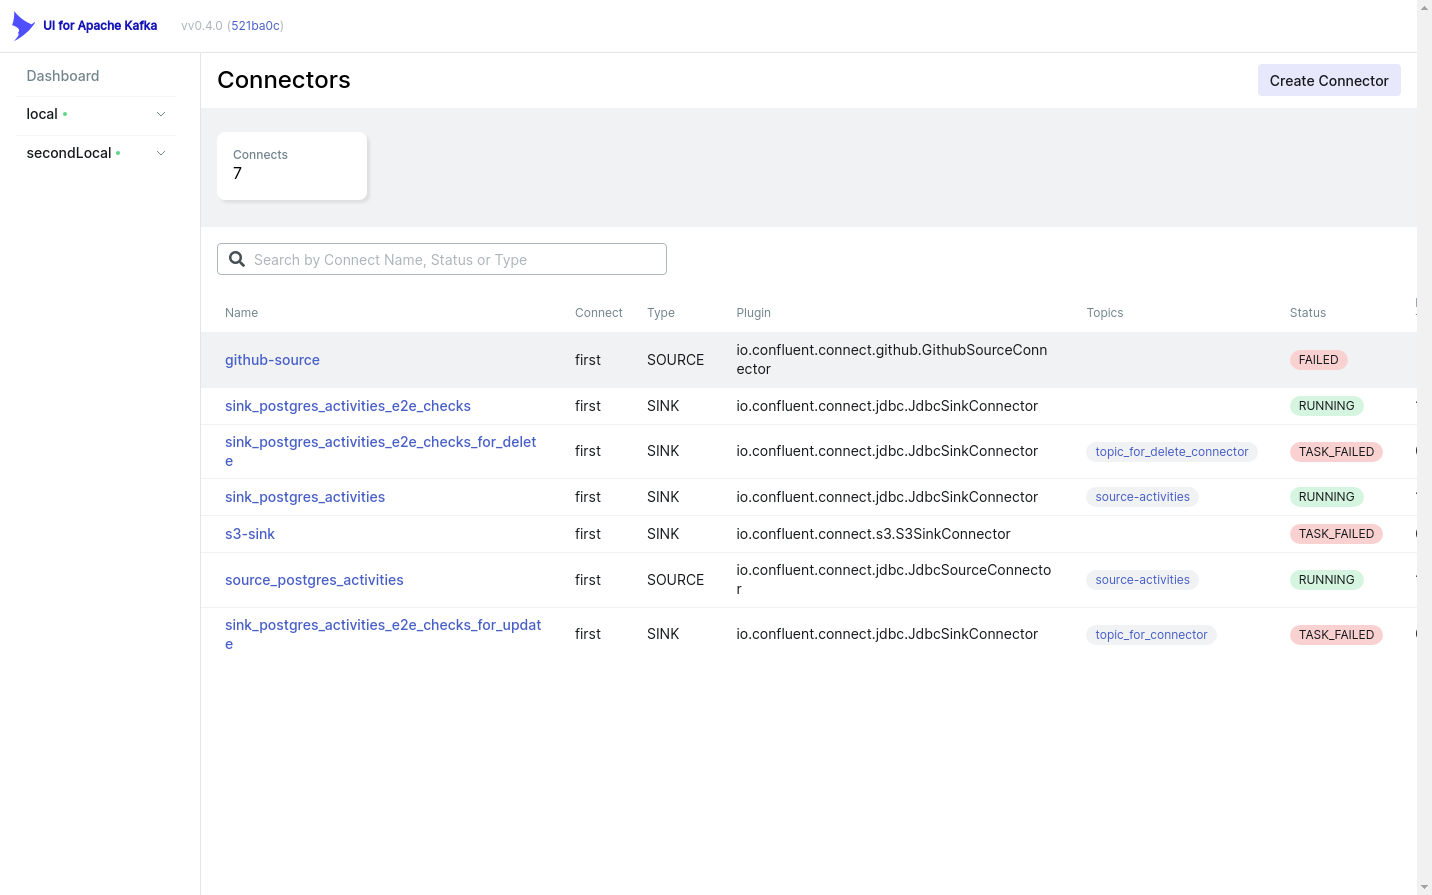 UI for Apache Kafka vv0.4.0 (521ba0c)
Dashboard
local
secondLocal
Connectors
Create Connector
Connects
7
Search by Connect Name, Status or Type
Name Connect Type Plugin Topics Status
github-source first SOURCE io.confluent.connect.github.GithubSourceConn
ector FAILED
sink_postgres_activities_e2e_checks first SINK io.confluent.connect.jdbc.JdbcSinkConnector RUNNING
sink_postgres_activities_e2e_checks_for_delet
e first SINK io.confluent.connect.jdbc.JdbcSinkConnector topic_for_delete_connector TASK_FAILED
sink_postgres_activities first SINK io.confluent.connect.jdbc.JdbcSinkConnector source-activities RUNNING
s3-sink first SINK io.confluent.connect.s3.S3SinkConnector TASK_FAILED
source_postgres_activities first SOURCE io.confluent.connect.jdbc.JdbcSourceConnecto
r source-activities RUNNING
sink_postgres_activities_e2e_checks_for_updat
e first SINK io.confluent.connect.jdbc.JdbcSinkConnector topic_for_connector TASK_FAILED